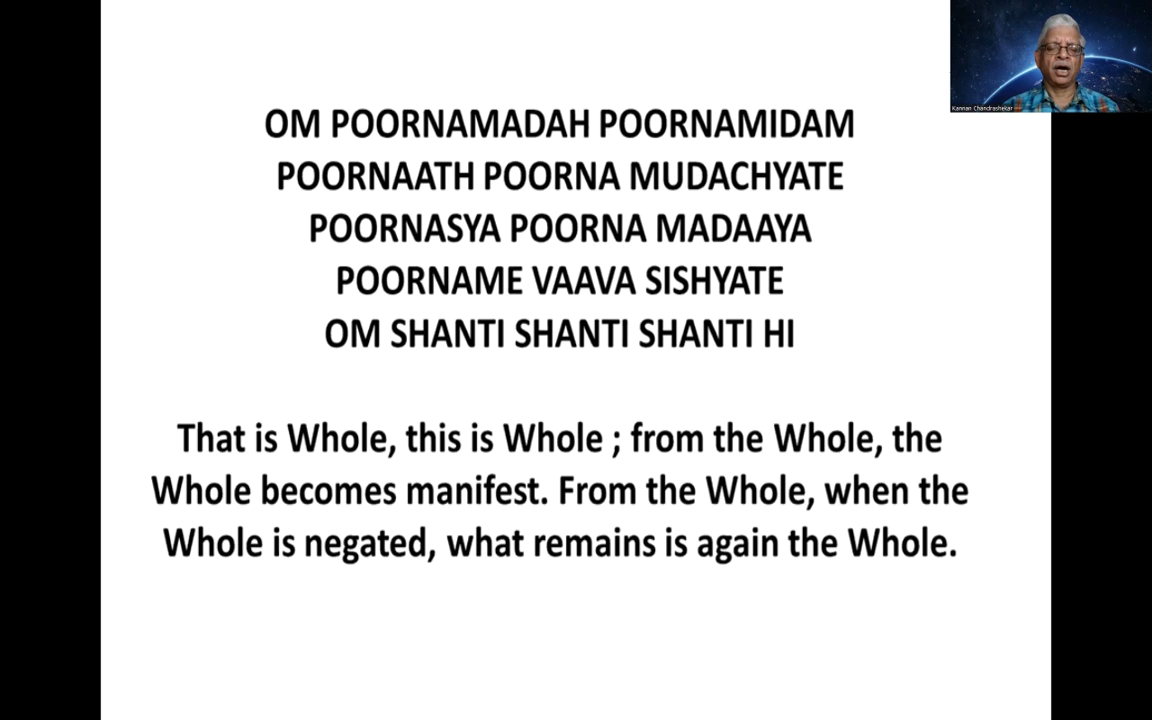 Kannan Chandrashekar
OM POORNAMADAH POORNAMIDAM
POORNAATH POORNA MUDACHYATE
POORNASYA POORNA MADAAYA
POORNAME VAAVA SISHYATE
OM SHANTI SHANTI SHANTI HI
That is Whole, this is Whole ; from the Whole, the
Whole becomes manifest. From the Whole, when the
Whole is negated, what remains is again the Whole.